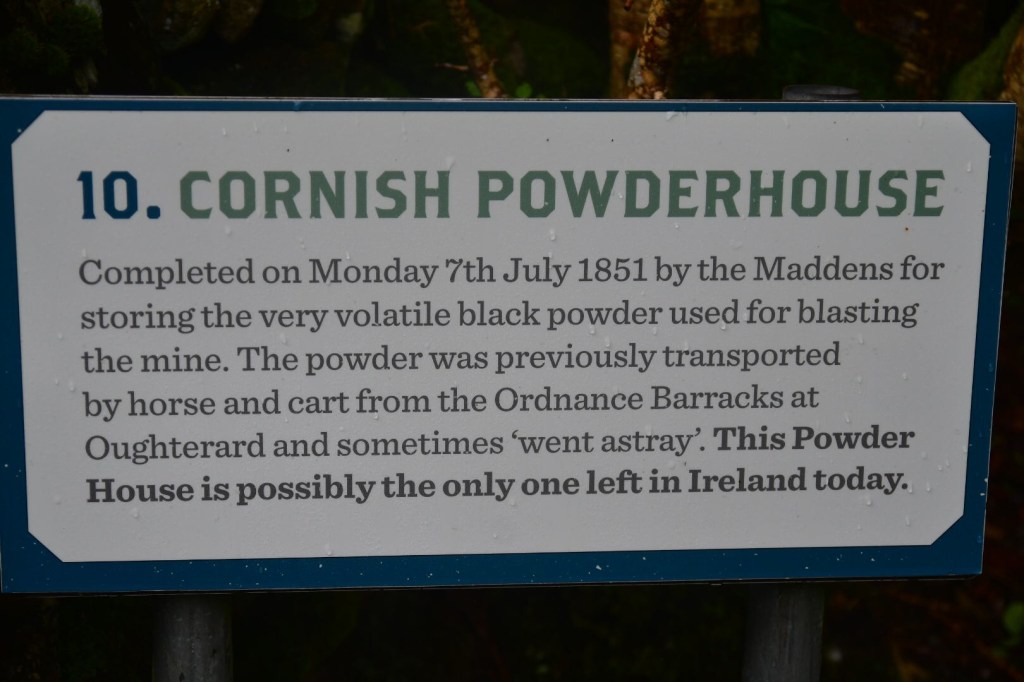 10. CORNISH POWDERHOUSE
Completed on Monday 7th July 1851 by the Maddens for
storing the very volatile black powder used for blasting
the mine. The powder was previously transported
by horse and cart from the Ordnance Barracks at
Oughterard and sometimes ‘went astray’. This Powder
House is possibly the only one left in Ireland today.